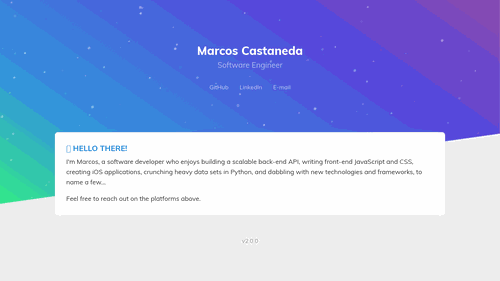 Marcos Castaneda
Software Engineer
GitHub LinkedIn E-mail
HELLO THERE!
I'm Marcos, a software developer who enjoys building a scalable back-end API, writing front-end JavaScript and CSS,
creating iOS applications, crunching heavy data sets in Python, and dabbling with new technologies and frameworks, to
name a few...
Feel free to reach out on the platforms above.
v2.0.0